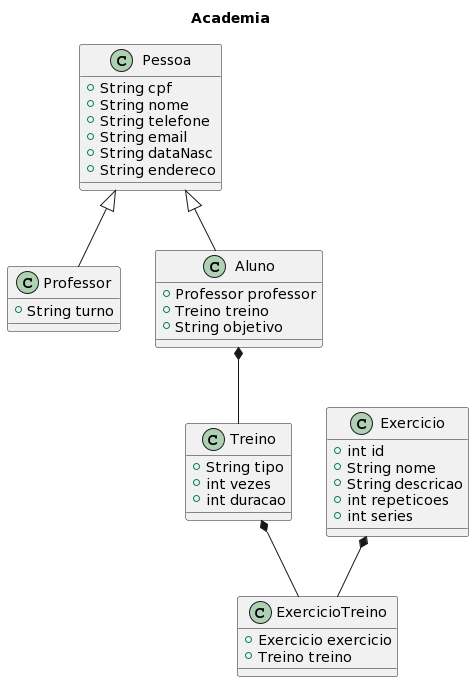 Academia
C Pessoa
String cpf
String nome
String telefone
String email
String dataNasc
String endereco
C Professor
String turno
C Aluno
Professor professor
Treino treino
String objetivo
C Treino
String tipo
int vezes
int duracao
C Exercicio
int id
String nome
String descricao
int repeticoes
int series
C ExercicioTreino
Exercicio exercicio
Treino treino